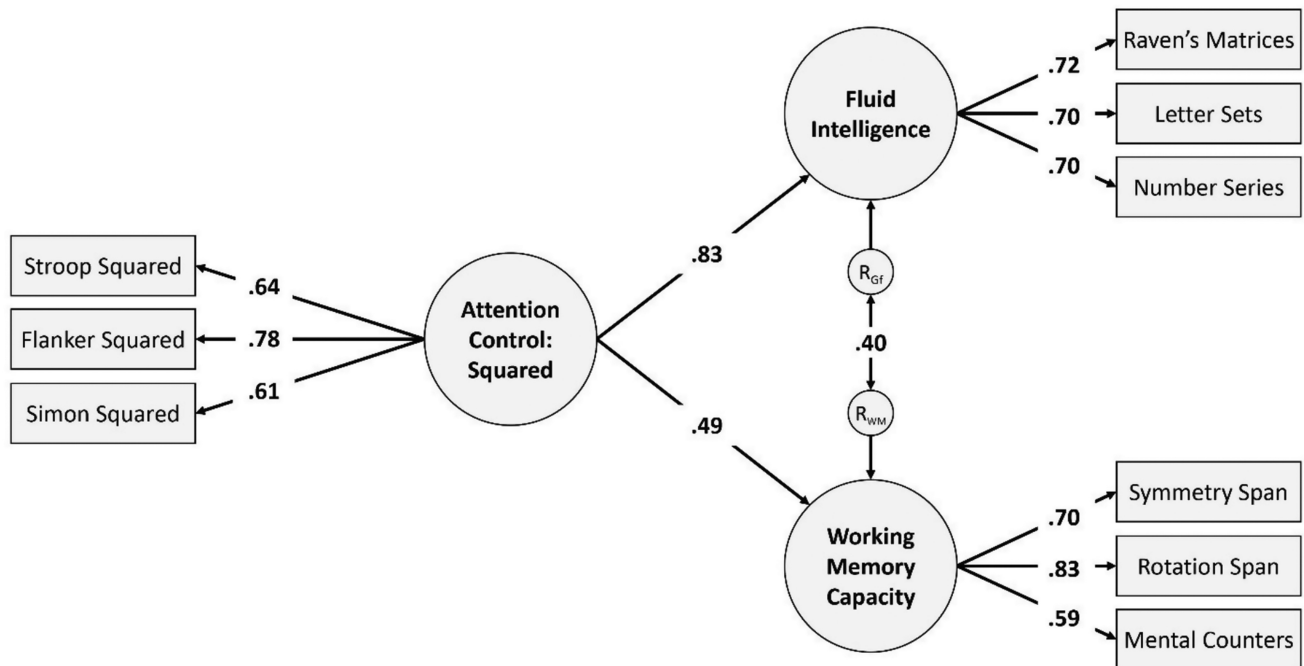 Raven's Matrices
.72
Fluid
Intelligence
.70
Letter Sets
.70
Number Series
Stroop Squared
.64
.83
R_Gf
Attention
Control:
Squared
Flanker Squared
.78
.40
Simon Squared
.61
.49
R_WM
Symmetry Span
.70
Working
Memory
Capacity
.83
Rotation Span
.59
Mental Counters